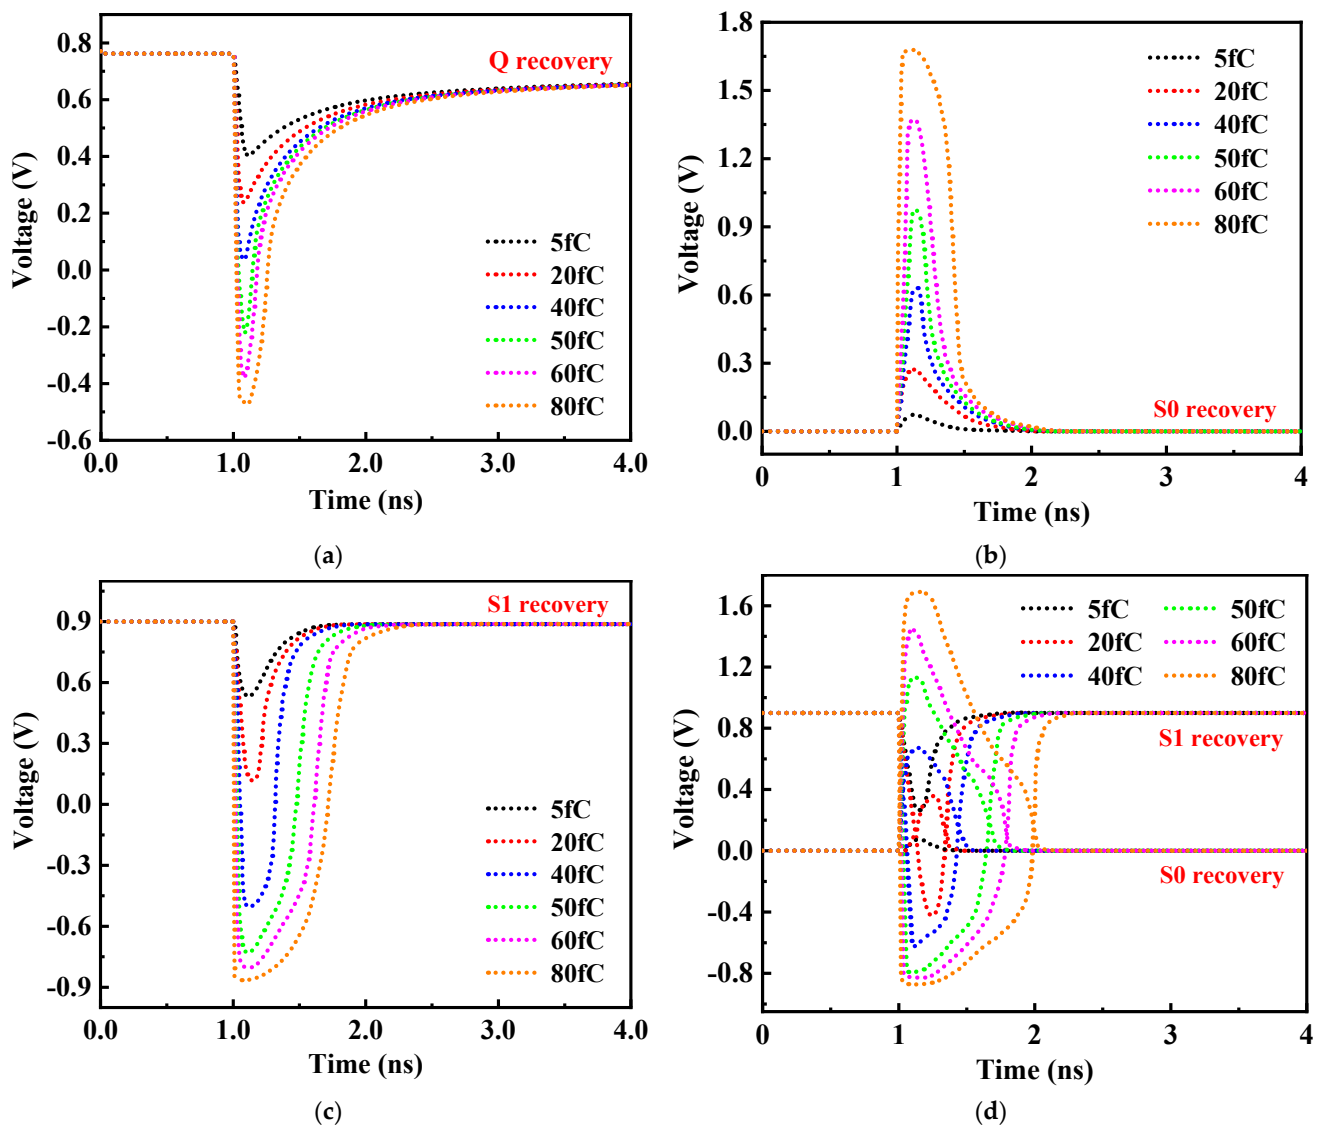 0.8
0.6
0.4
0.2
0.0
-0.2
-0.4
-0.6
Voltage (V)
Q recovery
5fC
20fC
40fC
50fC
60fC
80fC
0.0 1.0 2.0 3.0 4.0
Time (ns)
(a)
1.8
1.5
1.2
0.9
0.6
0.3
0.0
Voltage (V)
5fC
20fC
40fC
50fC
60fC
80fC
S0 recovery
0 1 2 3 4
Time (ns)
(b)
0.9
0.6
0.3
0.0
-0.3
-0.6
-0.9
Voltage (V)
S1 recovery
5fC
20fC
40fC
50fC
60fC
80fC
0.0 1.0 2.0 3.0 4.0
Time (ns)
(c)
1.6
1.2
0.8
0.4
0.0
-0.4
-0.8
Voltage (V)
5fC 50fC
20fC 60fC
40fC 80fC
S1 recovery
S0 recovery
0 1 2 3 4
Time (ns)
(d)